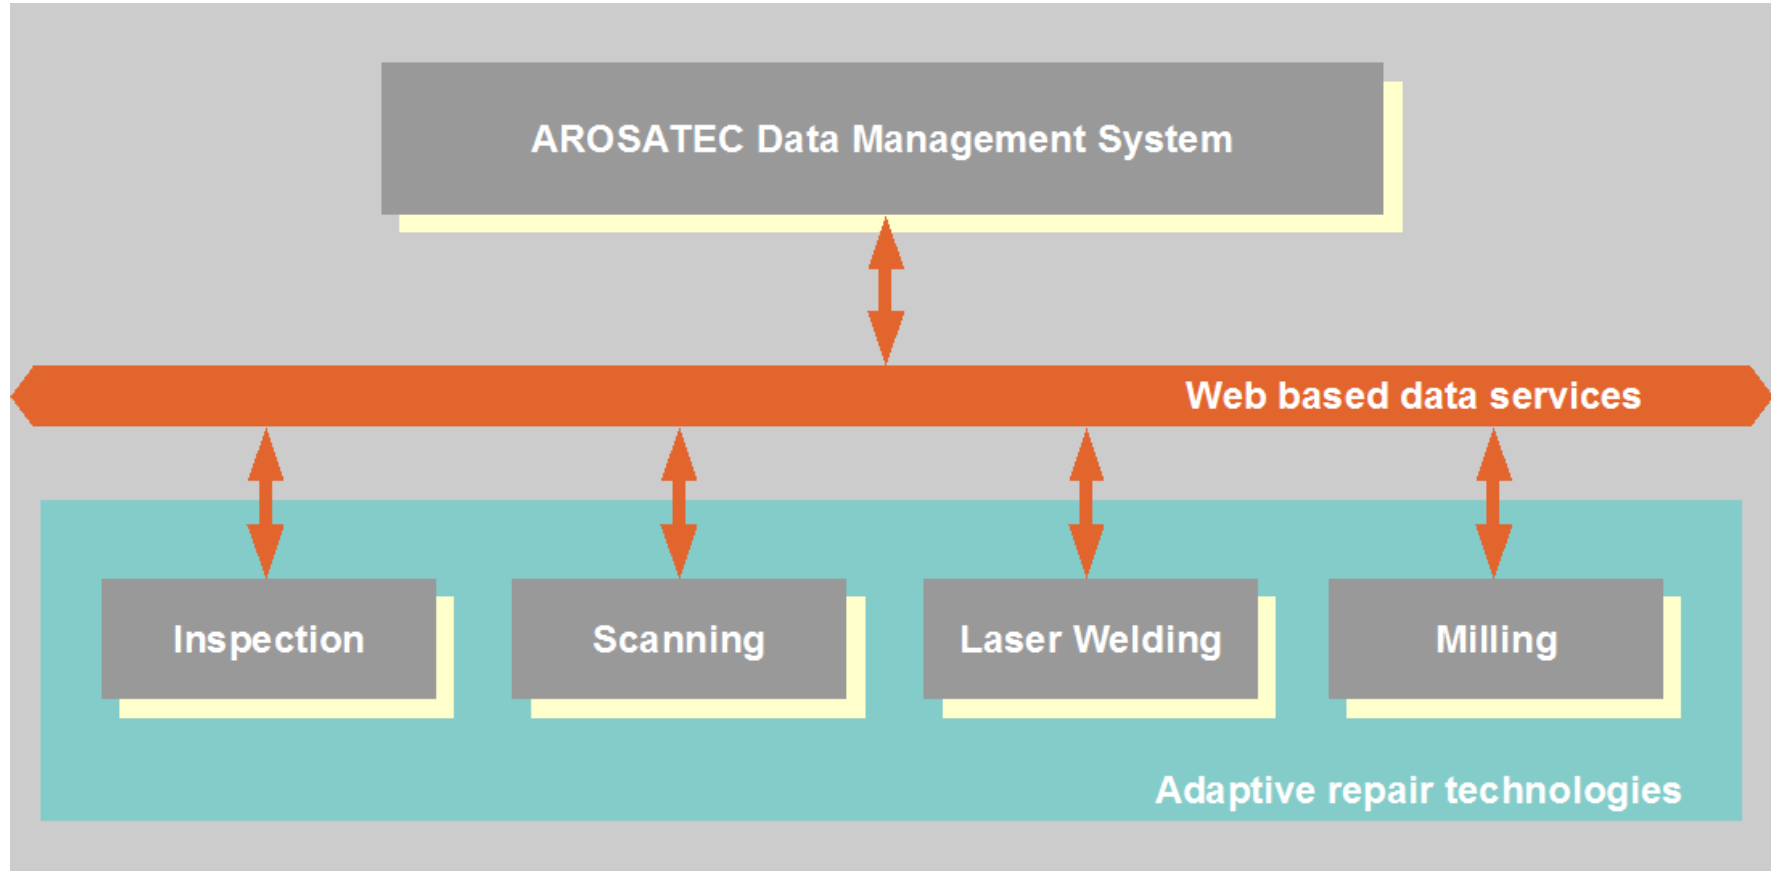 AROSATEC Data Management System
Web based data services
Inspection
Scanning
Laser Welding
Milling
Adaptive repair technologies